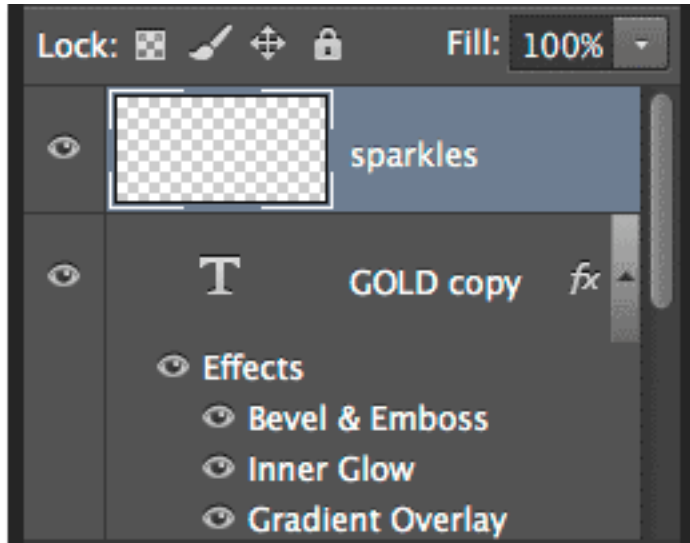 Lock: Fill: 100%
sparkles
T GOLD copy fx
Effects
Bevel & Emboss
Inner Glow
Gradient Overlay